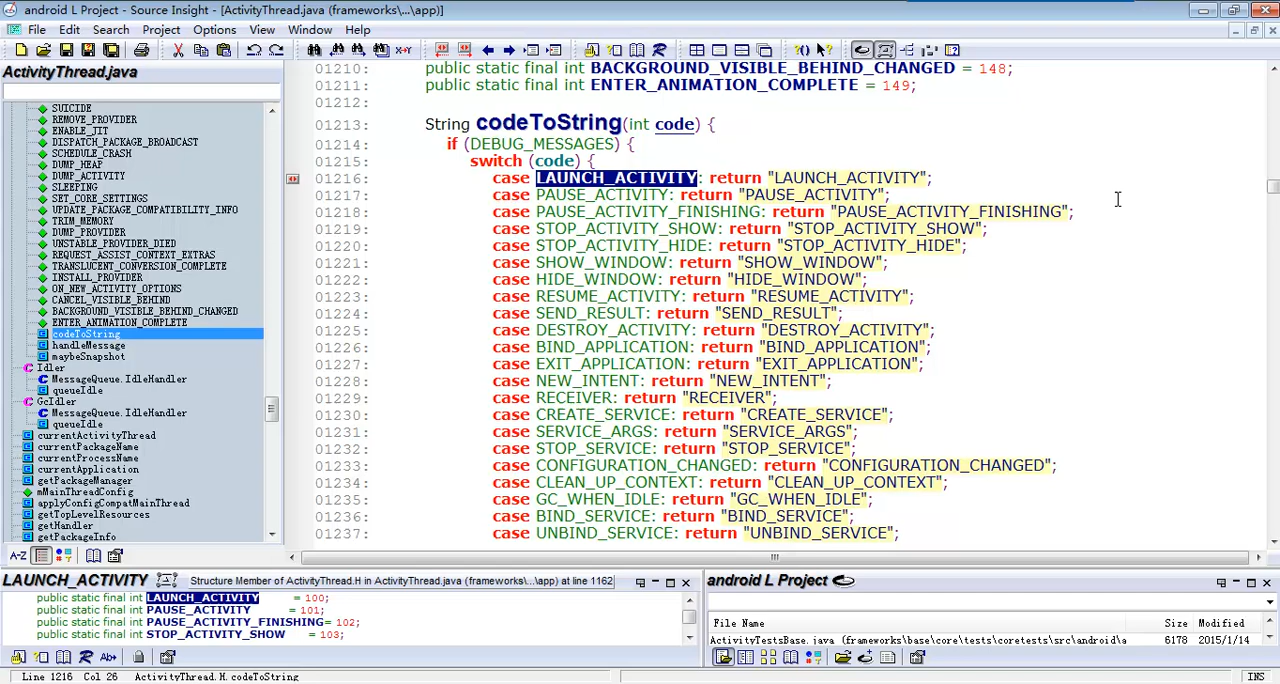 android L Project - Source Insight - [ActivityThread.java (frameworks\...\app)]
File Edit Search Project Options View Window Help
ActivityThread.java
SUICIDE
REMOVE_PROVIDER
ENABLE_JIT
DISPATCH_PACKAGE_BROADCAST
SCHEDULE_CRASH
DUMP_HEAP
DUMP_ACTIVITY
SLEEPING
SET_CORE_SETTINGS
UPDATE_PACKAGE_COMPATIBILITY_INFO
TRIM_MEMORY
DUMP_PROVIDER
UNSTABLE_PROVIDER_DIED
REQUEST_ASSIST_CONTEXT_EXTRAS
TRANSLUCENT_CONVERSION_COMPLETE
INSTALL_PROVIDER
ON_NEW_ACTIVITY_OPTIONS
CANCEL_VISIBLE_BEHIND
BACKGROUND_VISIBLE_BEHIND_CHANGED
ENTER_ANIMATION_COMPLETE
codeToString
handleMessage
maybeSnapshot
Idler
MessageQueue.IdleHandler
queueIdle
GcIdler
MessageQueue.IdleHandler
queueIdle
currentActivityThread
currentPackageName
currentProcessName
currentApplication
getPackageManager
mMainThreadConfig
applyConfigCompatMainThread
getTopLevelResources
getHandler
getPackageInfo
01210: public static final int BACKGROUND_VISIBLE_BEHIND_CHANGED = 148;
01211: public static final int ENTER_ANIMATION_COMPLETE = 149;
01212:
01213: String codeToString(int code) {
01214: if (DEBUG_MESSAGES) {
01215: switch (code) {
01216: case LAUNCH_ACTIVITY: return "LAUNCH_ACTIVITY";
01217: case PAUSE_ACTIVITY: return "PAUSE_ACTIVITY";
01218: case PAUSE_ACTIVITY_FINISHING: return "PAUSE_ACTIVITY_FINISHING";
01219: case STOP_ACTIVITY_SHOW: return "STOP_ACTIVITY_SHOW";
01220: case STOP_ACTIVITY_HIDE: return "STOP_ACTIVITY_HIDE";
01221: case SHOW_WINDOW: return "SHOW_WINDOW";
01222: case HIDE_WINDOW: return "HIDE_WINDOW";
01223: case RESUME_ACTIVITY: return "RESUME_ACTIVITY";
01224: case SEND_RESULT: return "SEND_RESULT";
01225: case DESTROY_ACTIVITY: return "DESTROY_ACTIVITY";
01226: case BIND_APPLICATION: return "BIND_APPLICATION";
01227: case EXIT_APPLICATION: return "EXIT_APPLICATION";
01228: case NEW_INTENT: return "NEW_INTENT";
01229: case RECEIVER: return "RECEIVER";
01230: case CREATE_SERVICE: return "CREATE_SERVICE";
01231: case SERVICE_ARGS: return "SERVICE_ARGS";
01232: case STOP_SERVICE: return "STOP_SERVICE";
01233: case CONFIGURATION_CHANGED: return "CONFIGURATION_CHANGED";
01234: case CLEAN_UP_CONTEXT: return "CLEAN_UP_CONTEXT";
01235: case GC_WHEN_IDLE: return "GC_WHEN_IDLE";
01236: case BIND_SERVICE: return "BIND_SERVICE";
01237: case UNBIND_SERVICE: return "UNBIND_SERVICE";
A-Z
LAUNCH_ACTIVITY Structure Member of ActivityThread.H in ActivityThread.java (frameworks\...\app) at line 1162
public static final int LAUNCH_ACTIVITY = 100;
public static final int PAUSE_ACTIVITY = 101;
public static final int PAUSE_ACTIVITY_FINISHING= 102;
public static final int STOP_ACTIVITY_SHOW = 103;
android L Project
File Name Size Modified
ActivityTestsBase.java (frameworks\base\core\tests\coretests\src\android\a 6178 2015/1/14
Line 1216 Col 26 ActivityThread.H.codeToString INS